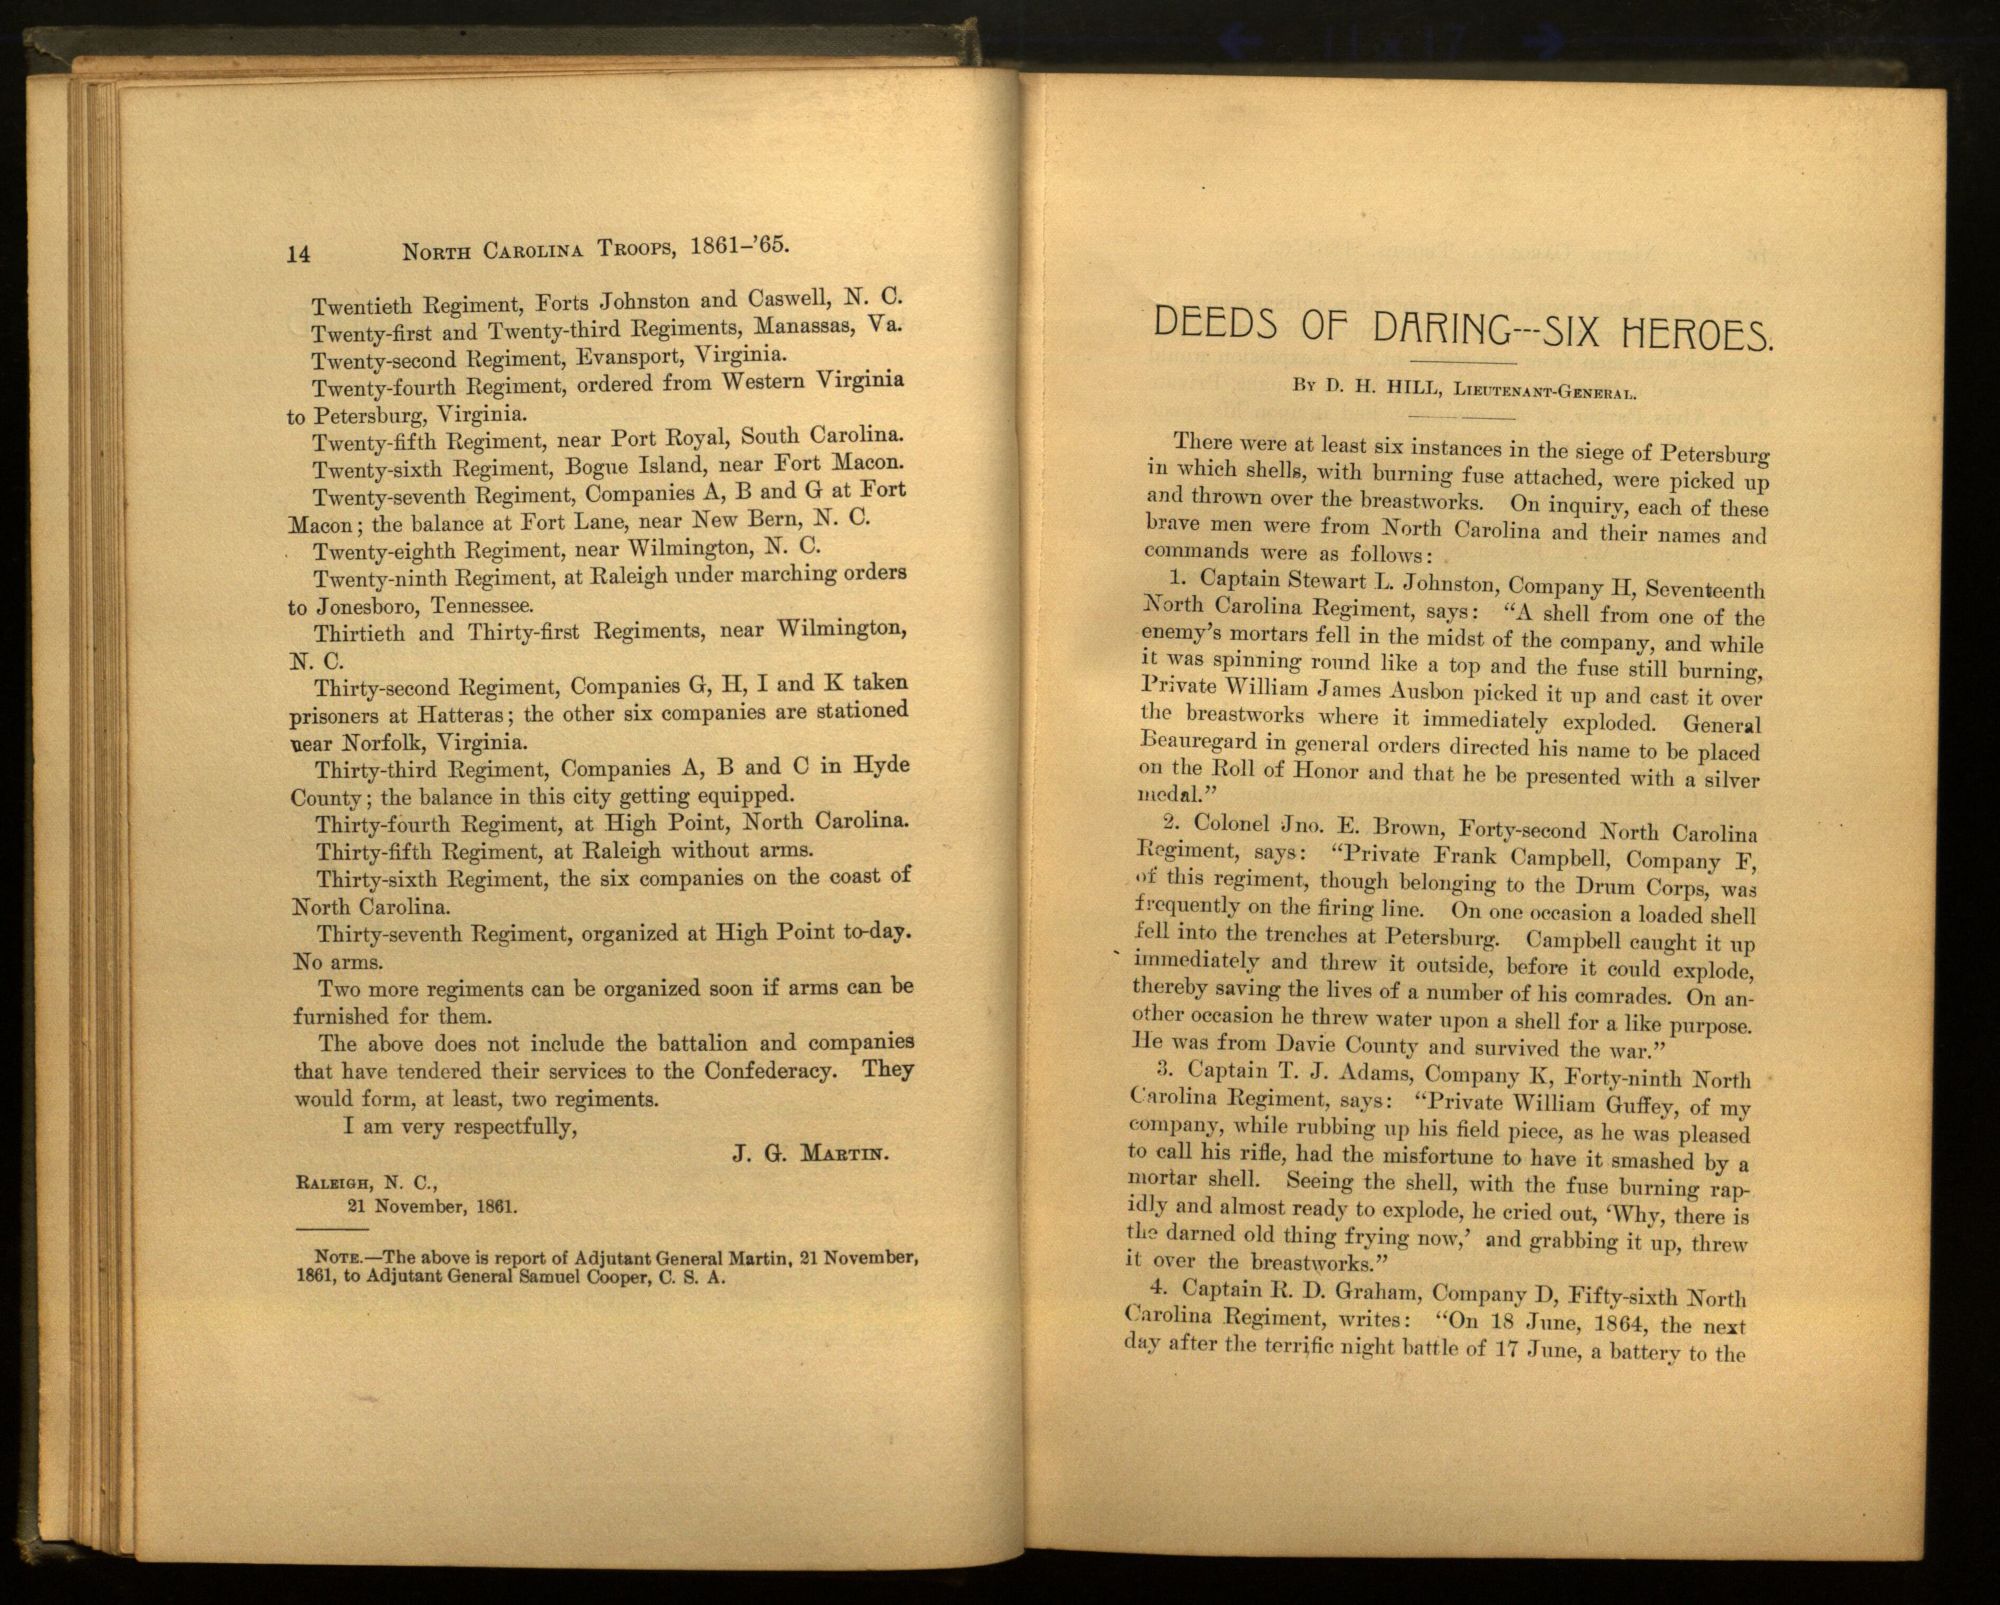 14 North Carolina Troops, 1861-'65.
Twentieth Regiment, Forts Johnston and Caswell, N. C.
Twenty-first and Twenty-third Regiments, Manassas, Va.
Twenty-second Regiment, Evansport, Virginia.
Twenty-fourth Regiment, ordered from Western Virginia
to Petersburg, Virginia.
Twenty-fifth Regiment, near Port Royal, South Carolina.
Twenty-sixth Regiment, Bogue Island, near Fort Macon.
Twenty-seventh Regiment, Companies A, B and G at Fort
Macon; the balance at Fort Lane, near New Bern, N. C.
Twenty-eighth Regiment, near Wilmington, N. C.
Twenty-ninth Regiment, at Raleigh under marching orders
to Jonesboro, Tennessee.
Thirtieth and Thirty-first Regiments, near Wilmington,
N. C.
Thirty-second Regiment, Companies G, H, I and K taken
prisoners at Hatteras; the other six companies are stationed
near Norfolk, Virginia.
Thirty-third Regiment, Companies A, B and C in Hyde
County; the balance in this city getting equipped.
Thirty-fourth Regiment, at High Point, North Carolina.
Thirty-fifth Regiment, at Raleigh without arms.
Thirty-sixth Regiment, the six companies on the coast of
North Carolina.
Thirty-seventh Regiment, organized at High Point to-day.
No arms.
Two more regiments can be organized soon if arms can be
furnished for them.
The above does not include the battalion and companies
that have tendered their services to the Confederacy. They
would form, at least, two regiments.
I am very respectfully,
J. G. Martin.
Raleigh, N. C.,
21 November, 1861.
Note.—The above is report of Adjutant General Martin, 21 November,
1861, to Adjutant General Samuel Cooper, C. S. A.
DEEDS OF DARING---SIX HEROES.
By D. H. HILL, Lieutenant-General.
There were at least six instances in the siege of Petersburg
in which shells, with burning fuse attached, were picked up
and thrown over the breastworks. On inquiry, each of these
brave men were from North Carolina and their names and
commands were as follows:
1. Captain Stewart L. Johnston, Company H, Seventeenth
North Carolina Regiment, says: "A shell from one of the
enemy's mortars fell in the midst of the company, and while
it was spinning round like a top and the fuse still burning,
Private William James Ausbon picked it up and cast it over
the breastworks where it immediately exploded. General
Beauregard in general orders directed his name to be placed
on the Roll of Honor and that he be presented with a silver
medal."
2. Colonel Jno. E. Brown, Forty-second North Carolina
Regiment, says: "Private Frank Campbell, Company F,
of this regiment, though belonging to the Drum Corps, was
frequently on the firing line. On one occasion a loaded shell
fell into the trenches at Petersburg. Campbell caught it up
immediately and threw it outside, before it could explode,
thereby saving the lives of a number of his comrades. On an-
other occasion he threw water upon a shell for a like purpose.
He was from Davie County and survived the war."
3. Captain T. J. Adams, Company K, Forty-ninth North
Carolina Regiment, says: "Private William Guffey, of my
company, while rubbing up his field piece, as he was pleased
to call his rifle, had the misfortune to have it smashed by a
mortar shell. Seeing the shell, with the fuse burning rap-
idly and almost ready to explode, he cried out, 'Why, there is
the darned old thing frying now,' and grabbing it up, threw
it over the breastworks."
4. Captain R. D. Graham, Company D, Fifty-sixth North
Carolina Regiment, writes: "On 18 June, 1864, the next
day after the terrific night battle of 17 June, a battery to the